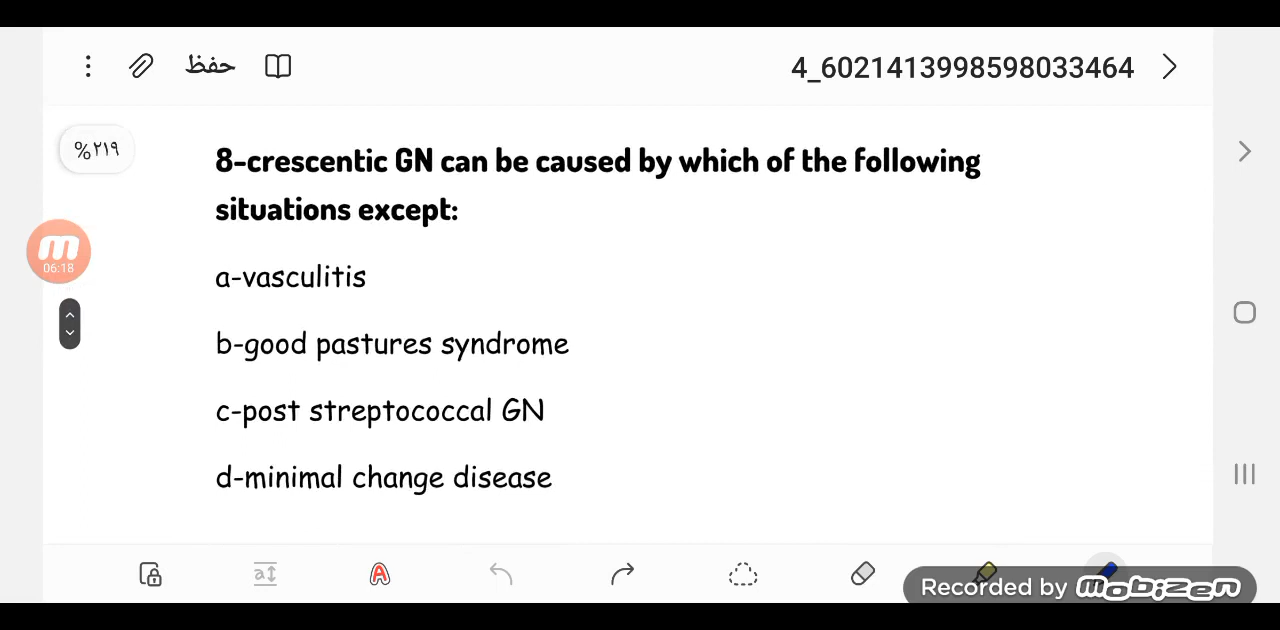 حفظ
4_6021413998598033464
%٢١٩
8-crescentic GN can be caused by which of the following
situations except:
06:18
a-vasculitis
b-good pastures syndrome
c-post streptococcal GN
d-minimal change disease
Recorded by mobizen